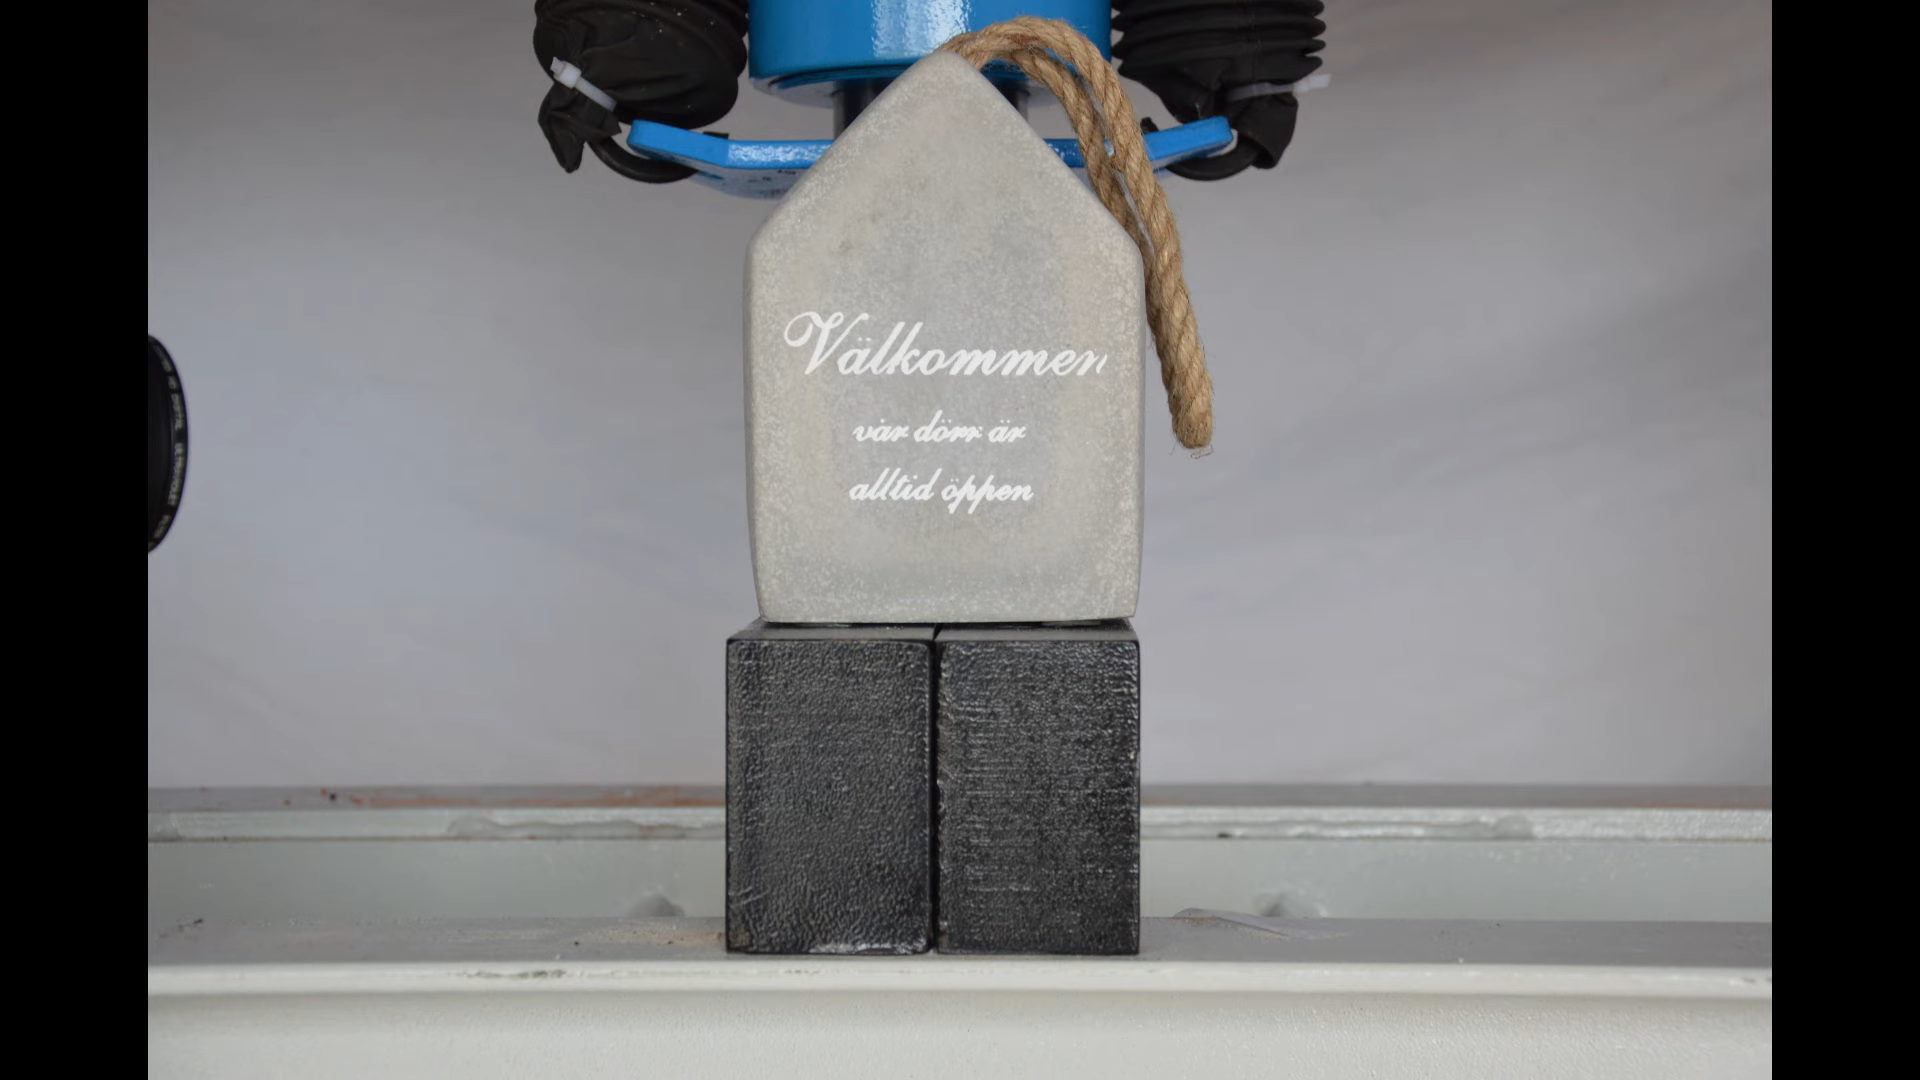 Välkommen
vår dörr är
alltid öppen